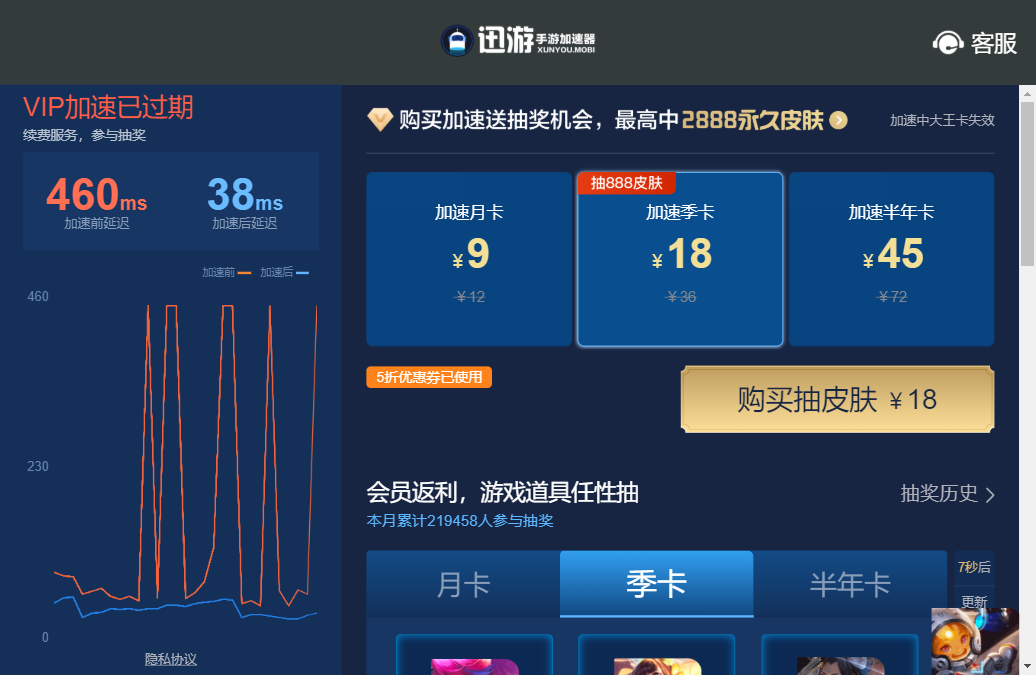 迅游手游加速器
XUNYOU.MOBI
客服
VIP加速已过期
续费服务，参与抽奖
460ms
加速前延迟
38ms
加速后延迟
加速前
加速后
460
230
0
隐私协议
购买加速送抽奖机会，最高中2888永久皮肤
加速中大王卡失效
加速月卡
¥9
¥12
抽888皮肤
加速季卡
¥18
¥36
加速半年卡
¥45
¥72
5折优惠券已使用
购买抽皮肤 ¥18
会员返利，游戏道具任性抽
抽奖历史
本月累计219458人参与抽奖
月卡
季卡
半年卡
7秒后
更新